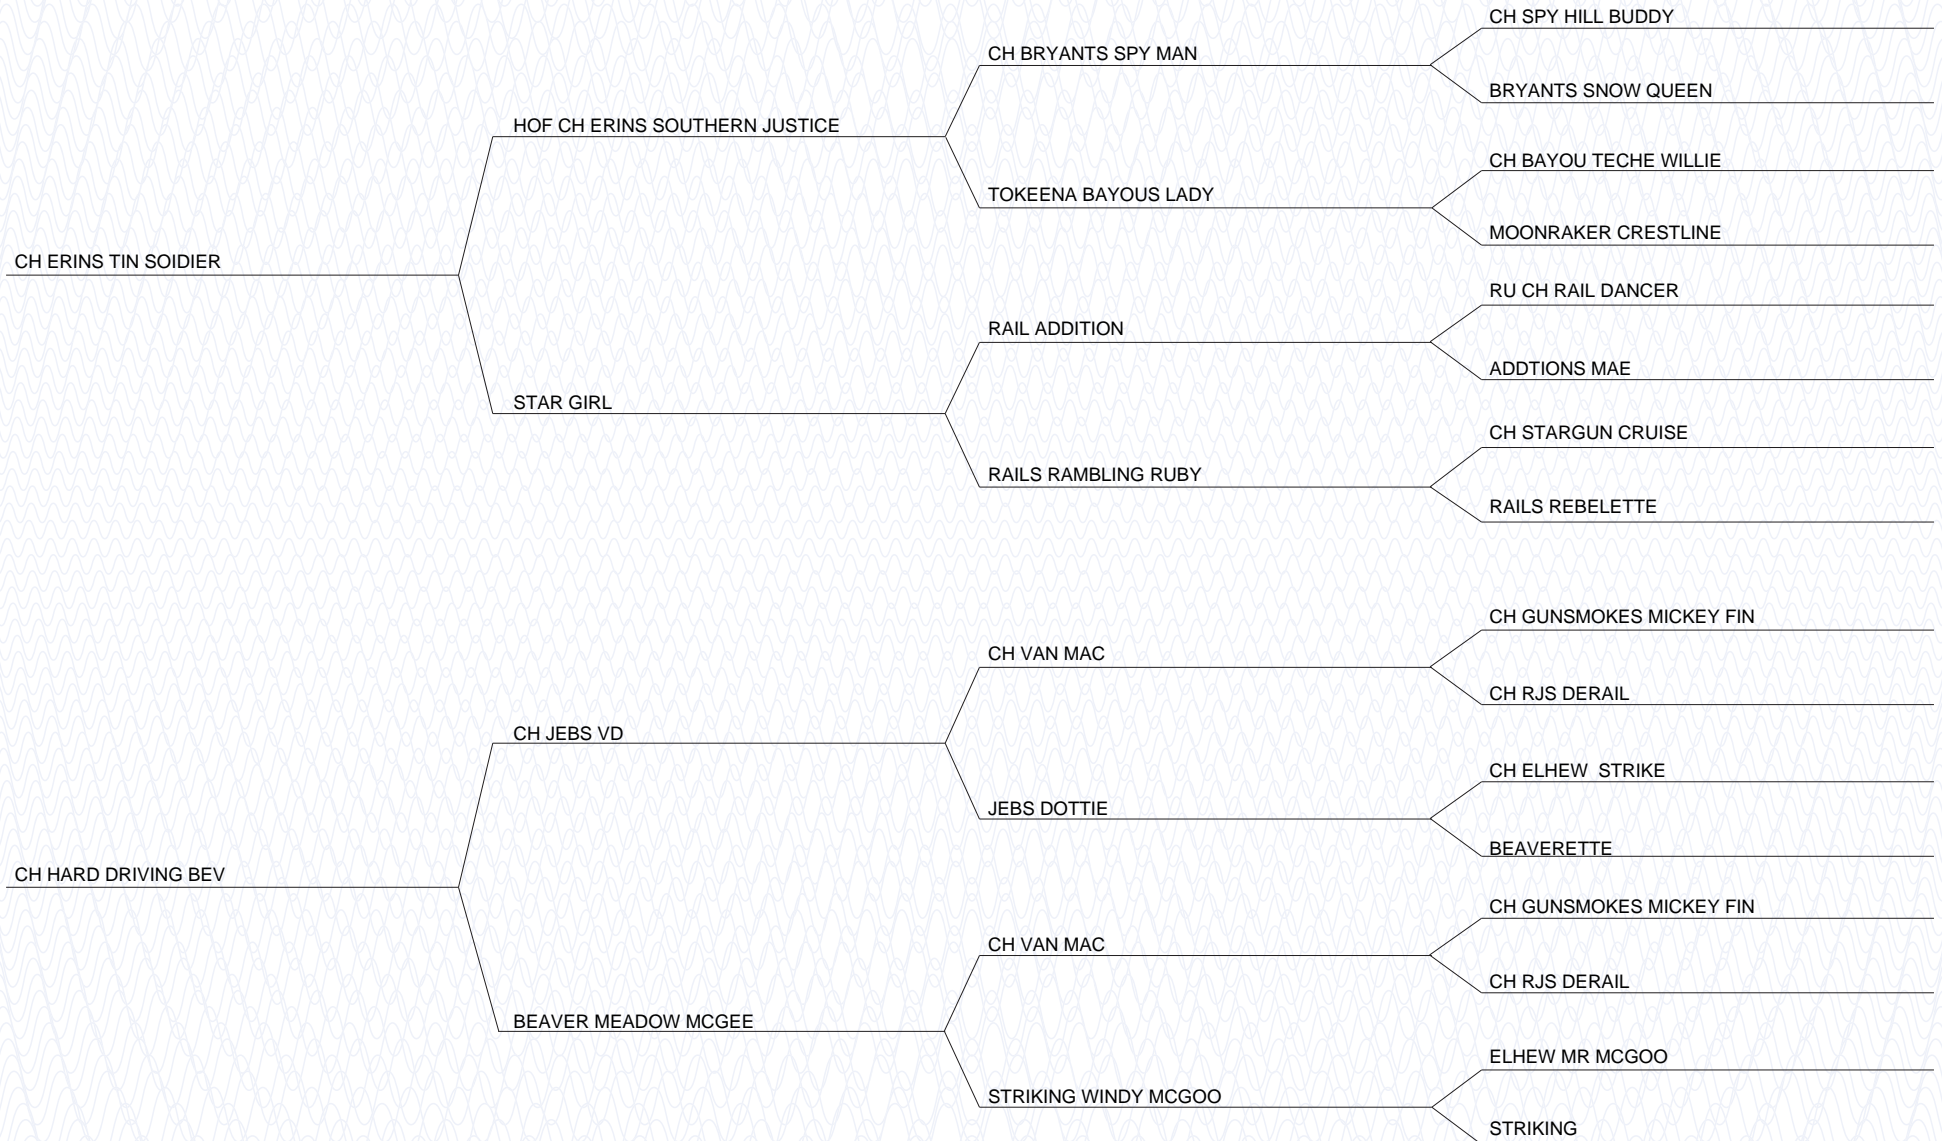 CH SPY HILL BUDDY
CH BRYANTS SPY MAN
BRYANTS SNOW QUEEN
HOF CH ERINS SOUTHERN JUSTICE
CH BAYOU TECHE WILLIE
TOKEENA BAYOUS LADY
MOONRAKER CRESTLINE
CH ERINS TIN SOIDIER
RU CH RAIL DANCER
RAIL ADDITION
ADDTIONS MAE
STAR GIRL
CH STARGUN CRUISE
RAILS RAMBLING RUBY
RAILS REBELETTE
CH GUNSMOKES MICKEY FIN
CH VAN MAC
CH RJS DERAIL
CH JEBS VD
CH ELHEW  STRIKE
JEBS DOTTIE
BEAVERETTE
CH HARD DRIVING BEV
CH GUNSMOKES MICKEY FIN
CH VAN MAC
CH RJS DERAIL
BEAVER MEADOW MCGEE
ELHEW MR MCGOO
STRIKING WINDY MCGOO
STRIKING